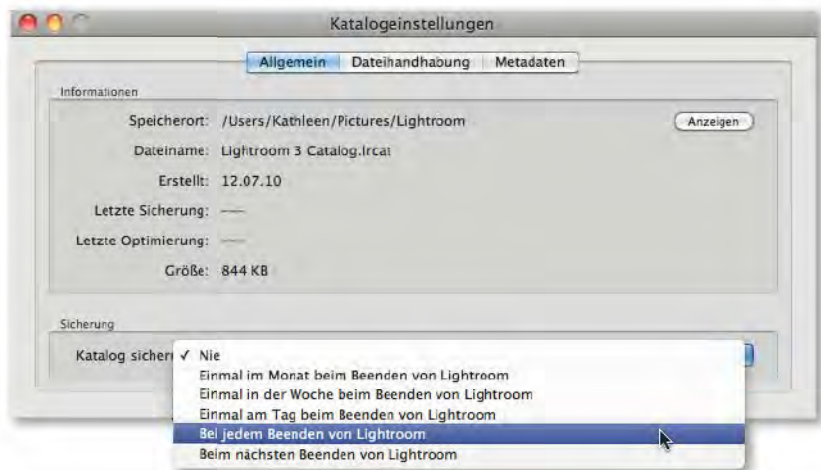 Katalogeinstellungen
Allgemein Dateihandhabung Metadaten
Informationen
Speicherort: /Users/Kathleen/Pictures/Lightroom Anzeigen
Dateiname: Lightroom 3 Catalog.lrcat
Erstellt: 12.07.10
Letzte Sicherung: ----
Letzte Optimierung: ----
Größe: 844 KB
Sicherung
Katalog sichern ✓ Nie
Einmal im Monat beim Beenden von Lightroom
Einmal in der Woche beim Beenden von Lightroom
Einmal am Tag beim Beenden von Lightroom
Bei jedem Beenden von Lightroom
Beim nächsten Beenden von Lightroom